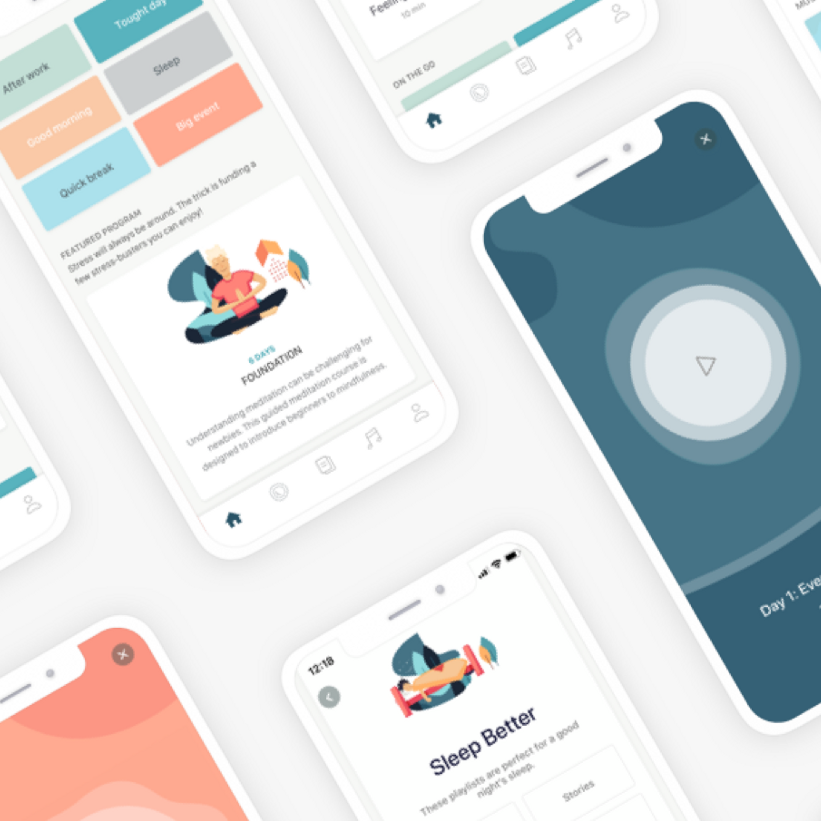 Tought day
After work
Sleep
Good morning
Big event
Quick break
FEATURED PROGRAM
Stress will always be around. The trick is funding a
few stress-busters you can enjoy!
6 DAYS
FOUNDATION
Understanding meditation can be challenging for
newbies. This guided meditation course is
designed to introduce beginners to mindfulness.
10 min
ON THE GO
Day 1:
12:18
Sleep Better
These playlists are perfect for a good
night's sleep.
Stories